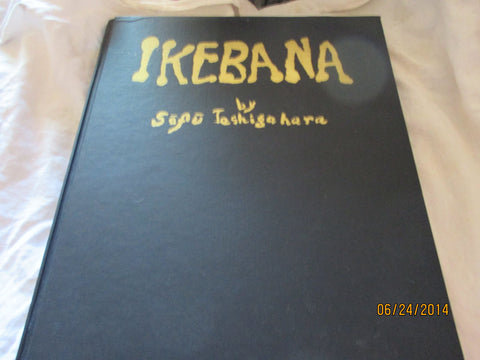 IKEBANA
by
Sōfū Teshigahara
06/24/2014